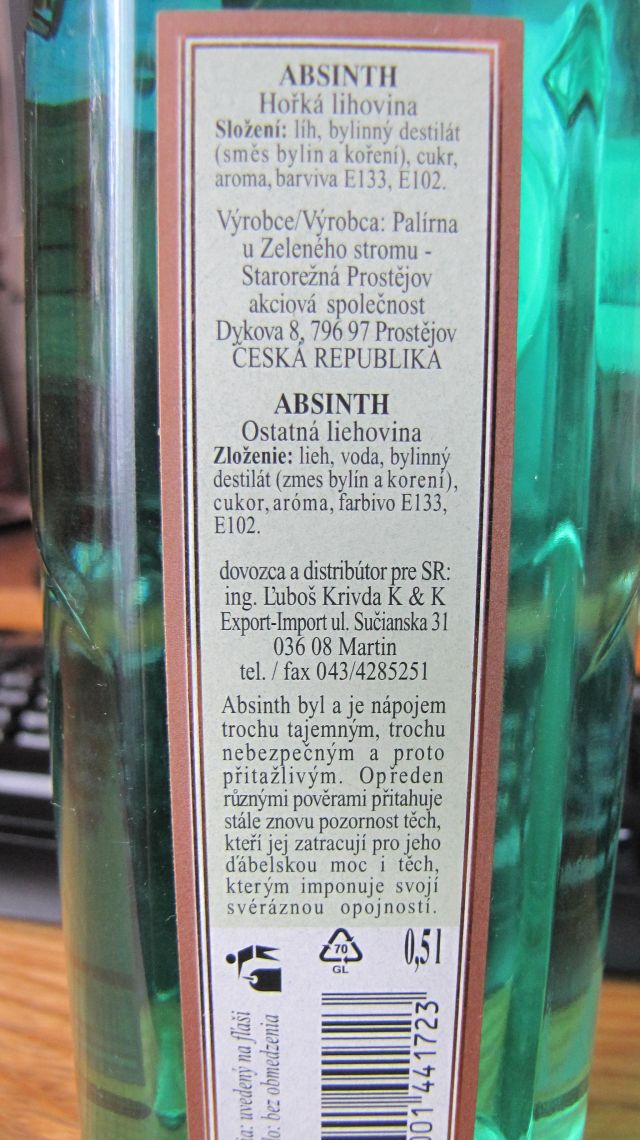 ABSINTH
Hořká lihovina
Složení: líh, bylinný destilát
(směs bylin a koření), cukr,
aroma, barviva E133, E102.
Výrobce/Výrobca: Palírna
u Zeleného stromu -
Starorežná Prostějov
akciová společnost
Dykova 8, 796 97 Prostějov
ČESKÁ REPUBLIKA
ABSINTH
Ostatná liehovina
Zloženie: lieh, voda, bylinný
destilát (zmes bylín a korení),
cukor, aróma, farbivo E133,
E102.
dovozca a distribútor pre SR:
ing. Ľuboš Krivda K & K
Export-Import ul. Sučianska 31
036 08 Martin
tel. / fax 043/4285251
Absinth byl a je nápojem
trochu tajemným, trochu
nebezpečným a proto
přitažlivým. Opředen
různými pověrami přitahuje
stále znovu pozornost těch,
kteří jej zatracují pro jeho
ďábelskou moc i těch,
kterým imponuje svojí
svéráznou opojností.
70
GL
0,5 l
uvedený na fľaši
bez obmedzenia
001441723